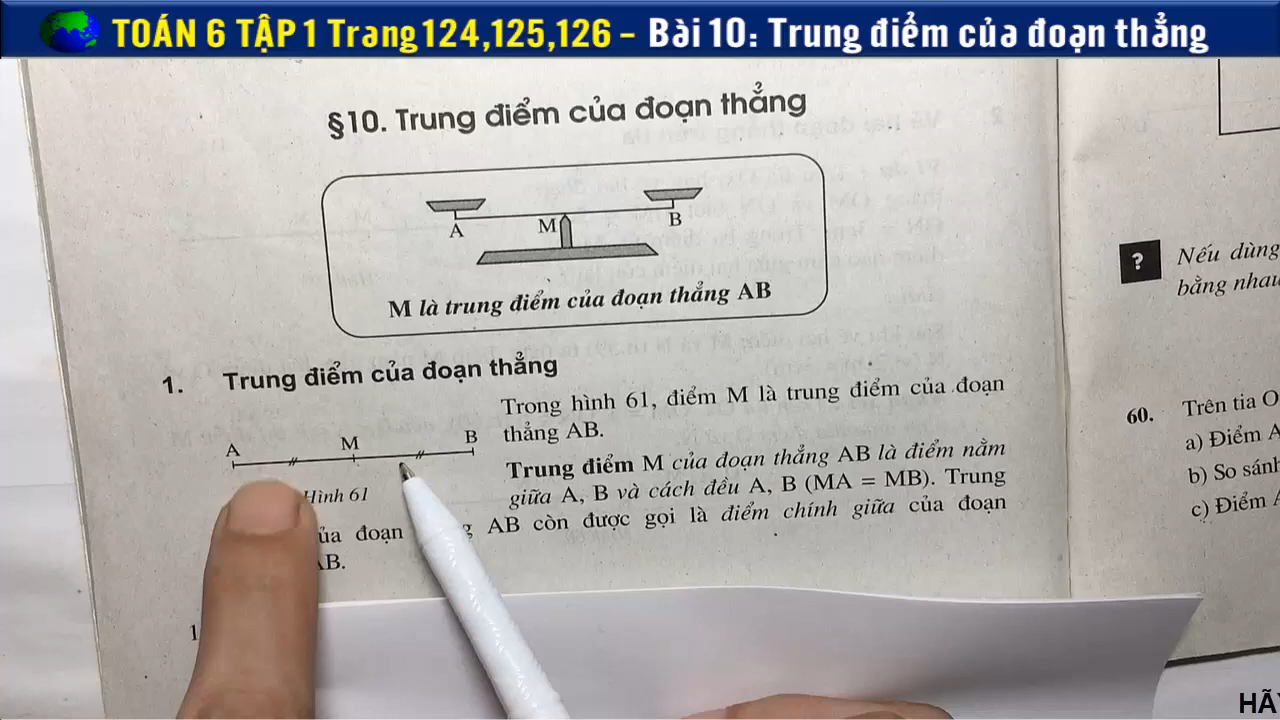 TOÁN 6 TẬP 1 Trang 124,125,126 - Bài 10: Trung điểm của đoạn thẳng
§10. Trung điểm của đoạn thẳng
A M B
M là trung điểm của đoạn thẳng AB
1. Trung điểm của đoạn thẳng
Trong hình 61, điểm M là trung điểm của đoạn
thẳng AB.
A M B
Hình 61
Trung điểm M của đoạn thẳng AB là điểm nằm
giữa A, B và cách đều A, B (MA = MB). Trung
của đoạn AB còn được gọi là điểm chính giữa của đoạn
AB.
? Nếu dùng
bằng nhau
60. Trên tia O
a) Điểm A
b) So sánh
c) Điểm A
HÃY